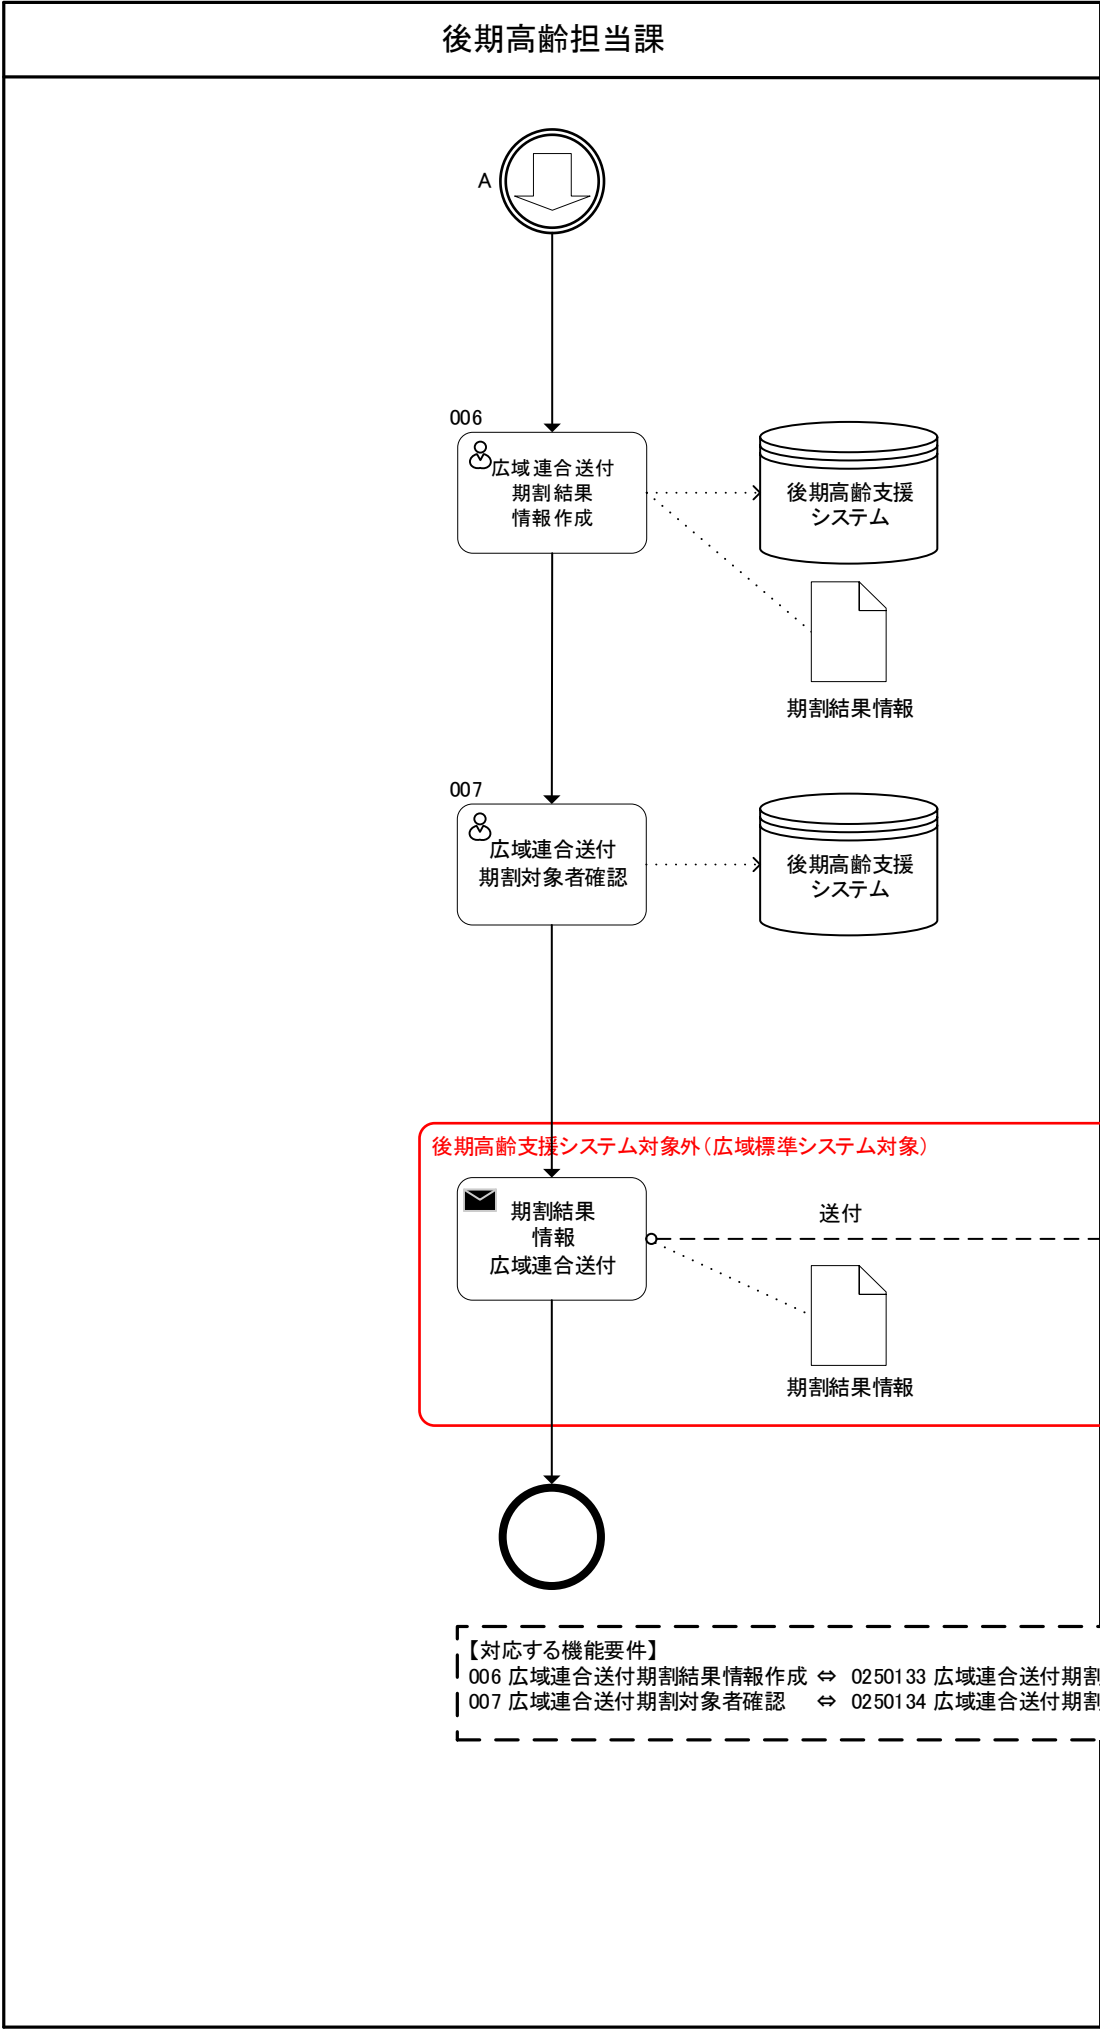 後期高齢担当課
A
006
広域連合送付
期割結果
情報作成
後期高齢支援
システム
期割結果情報
007
広域連合送付
期割対象者確認
後期高齢支援
システム
後期高齢支援システム対象外（広域標準システム対象）
期割結果
情報
広域連合送付
送付
期割結果情報
【対応する機能要件】
006 広域連合送付期割結果情報作成 ⇔ 0250133 広域連合送付期割
007 広域連合送付期割対象者確認 ⇔ 0250134 広域連合送付期割